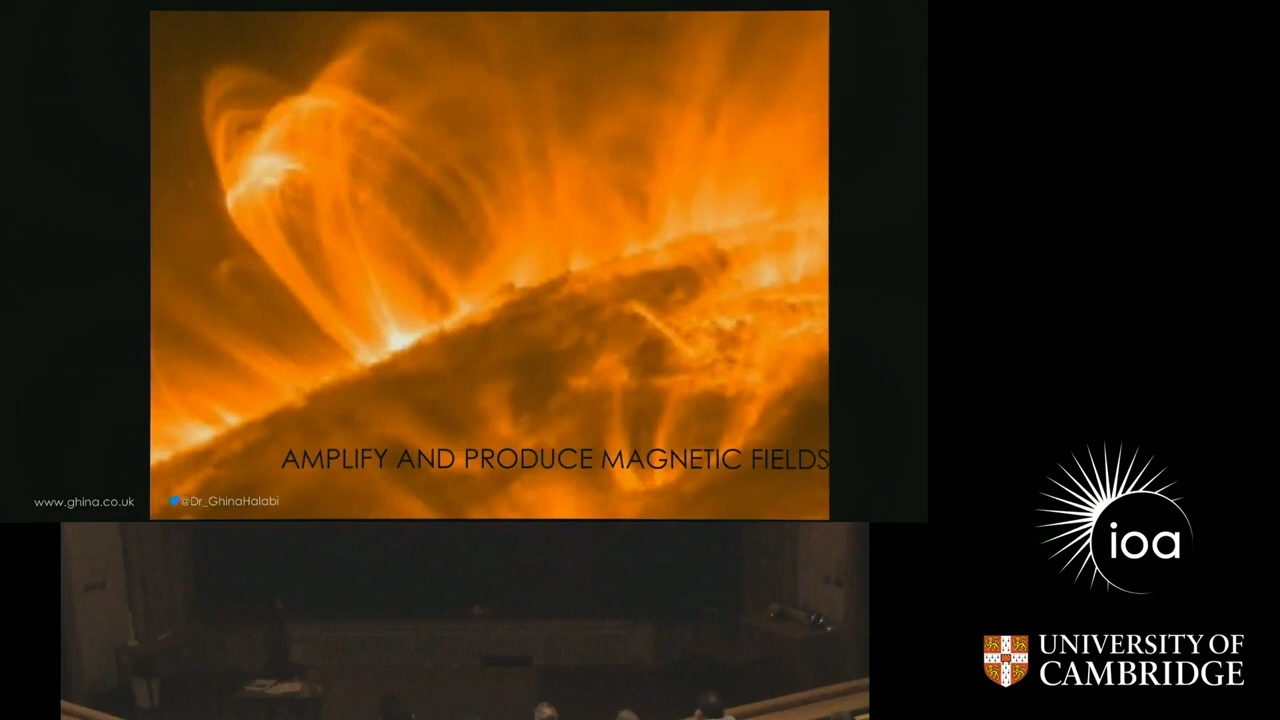 AMPLIFY AND PRODUCE MAGNETIC FIELDS
www.ghina.co.uk
@Dr_GhinaHalabi
ioa
UNIVERSITY OF
CAMBRIDGE